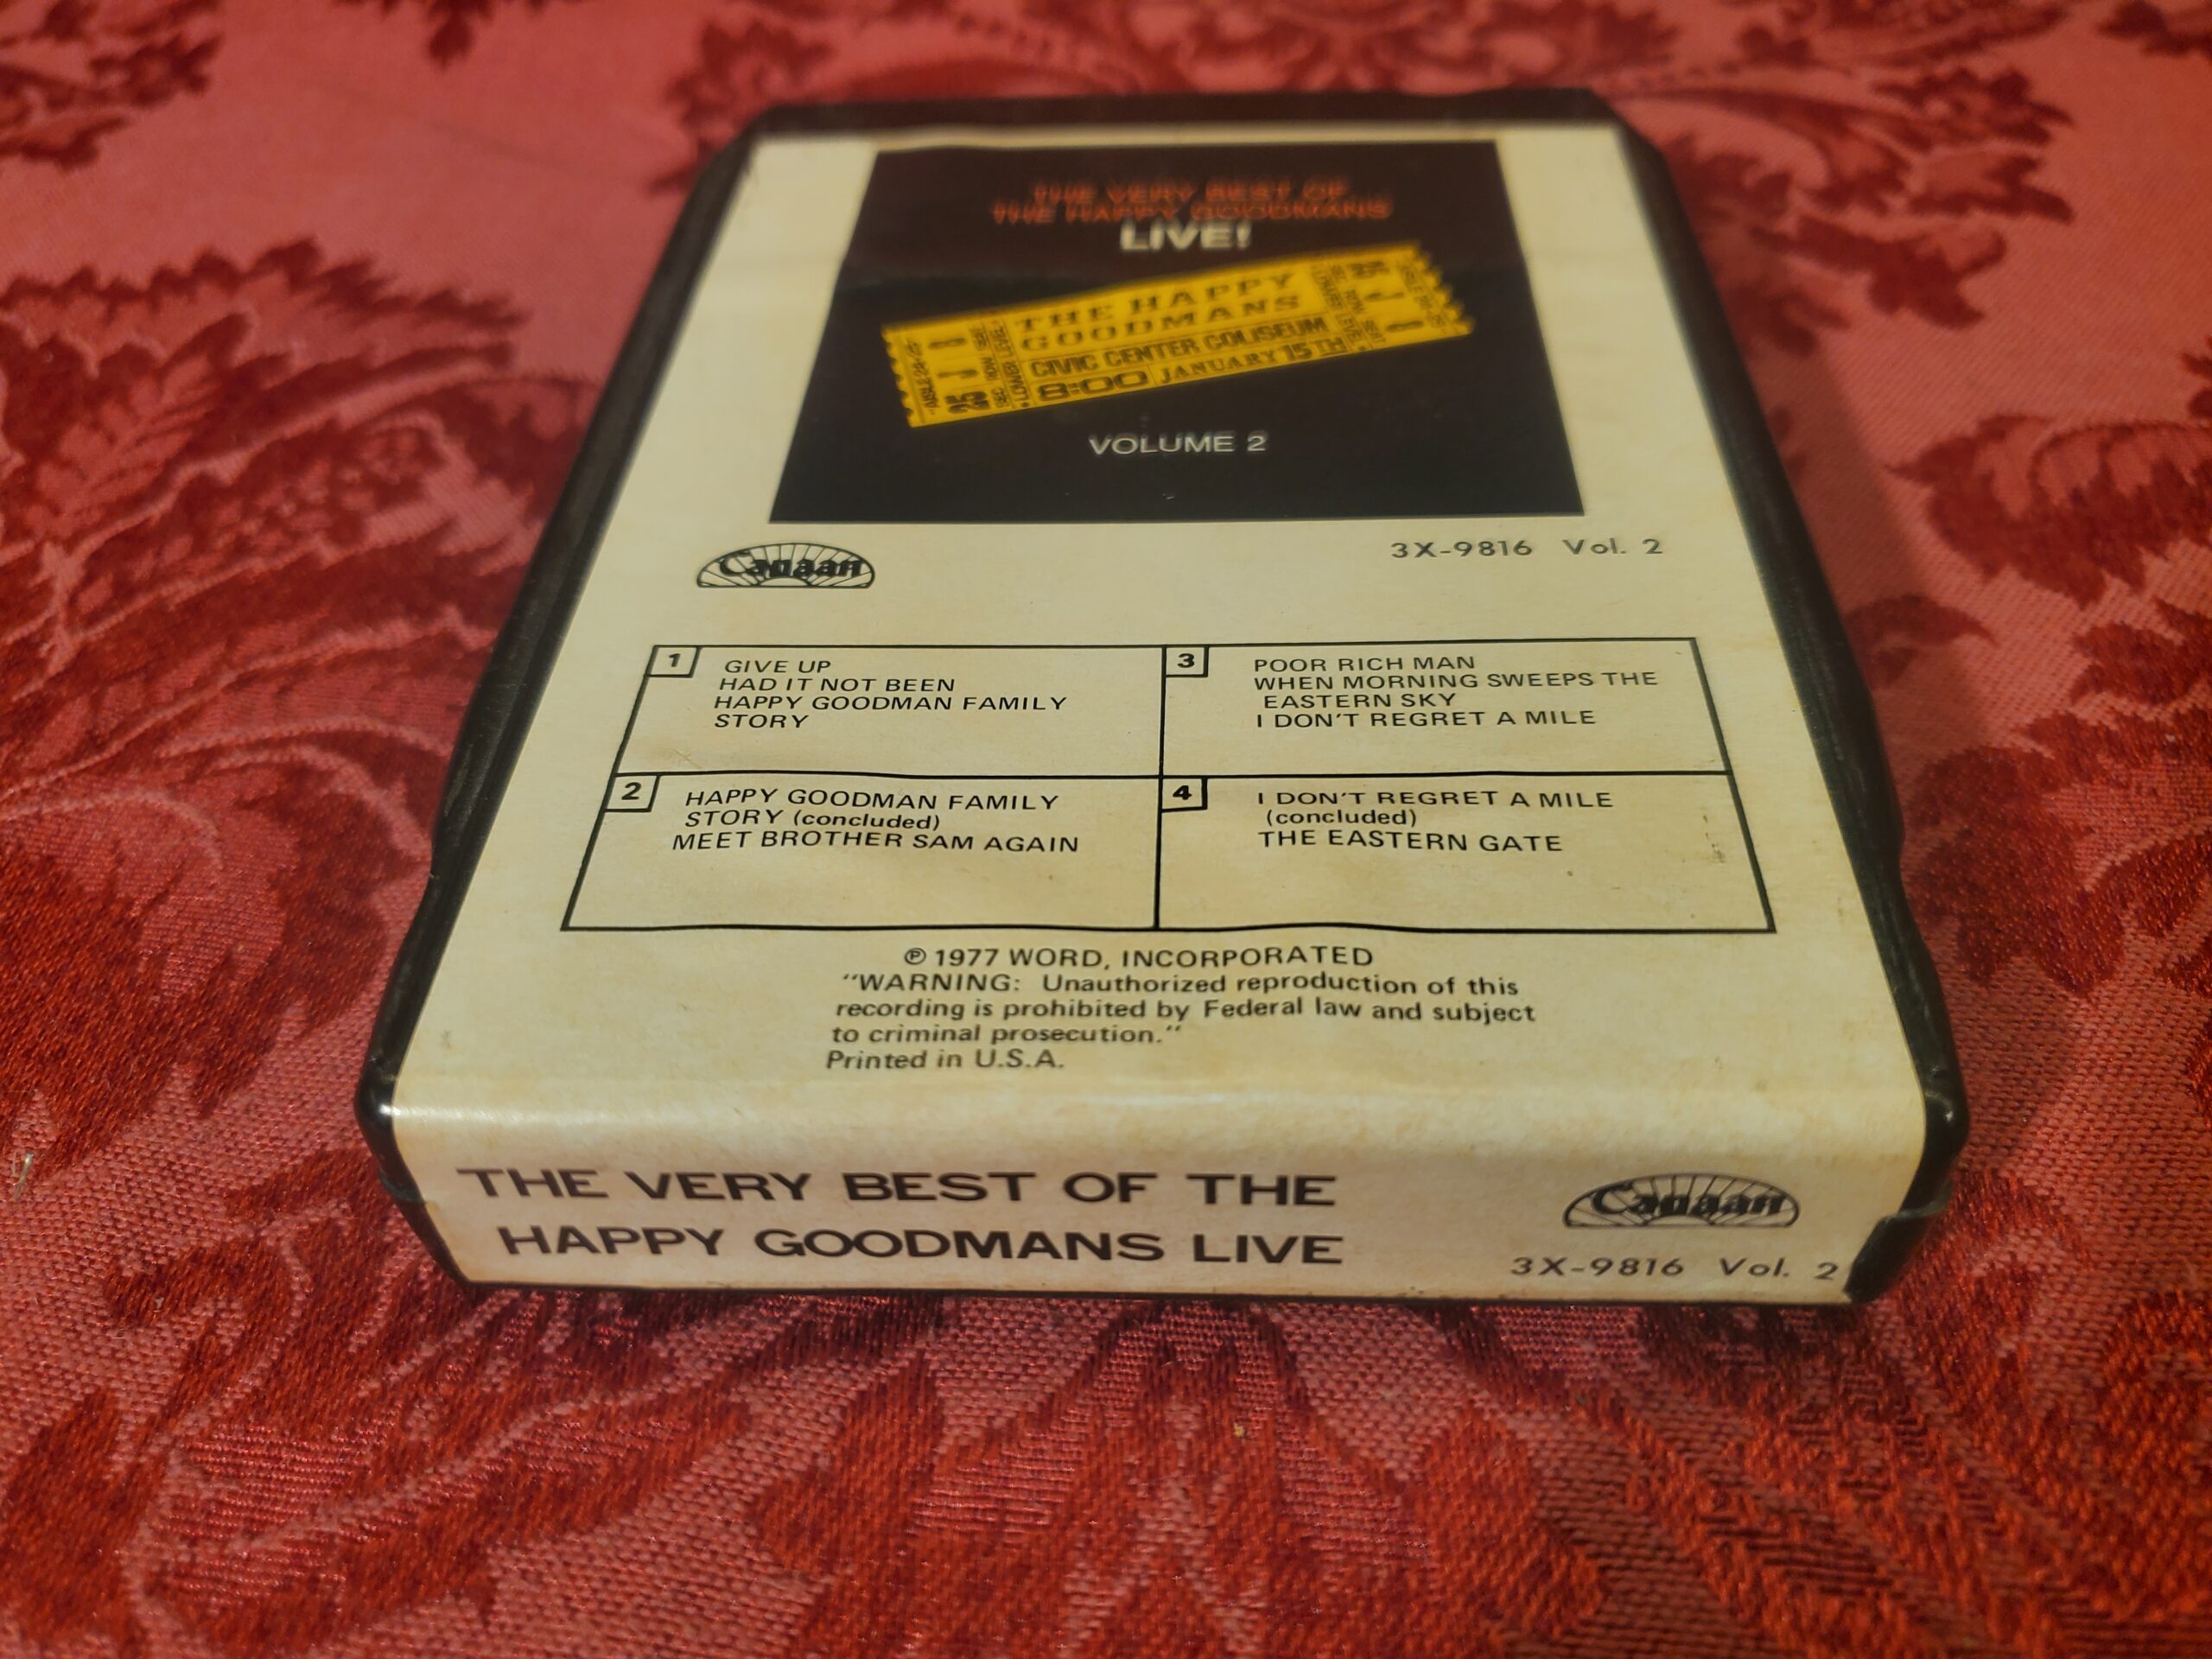 THE VERY BEST OF
THE HAPPY GOODMANS
LIVE!
THE HAPPY
GOODMANS
CIVIC CENTER COLISEUM
8:00 JANUARY 15TH
25
SEC ROW
LOWER LEVEL
VOLUME 2
Canaan
3X-9816 Vol. 2
1
GIVE UP
HAD IT NOT BEEN
HAPPY GOODMAN FAMILY
STORY
2
HAPPY GOODMAN FAMILY
STORY (concluded)
MEET BROTHER SAM AGAIN
3
POOR RICH MAN
WHEN MORNING SWEEPS THE
EASTERN SKY
I DON'T REGRET A MILE
4
I DON'T REGRET A MILE
(concluded)
THE EASTERN GATE
℗ 1977 WORD, INCORPORATED
"WARNING: Unauthorized reproduction of this
recording is prohibited by Federal law and subject
to criminal prosecution."
Printed in U.S.A.
THE VERY BEST OF THE
HAPPY GOODMANS LIVE
Canaan
3X-9816 Vol. 2